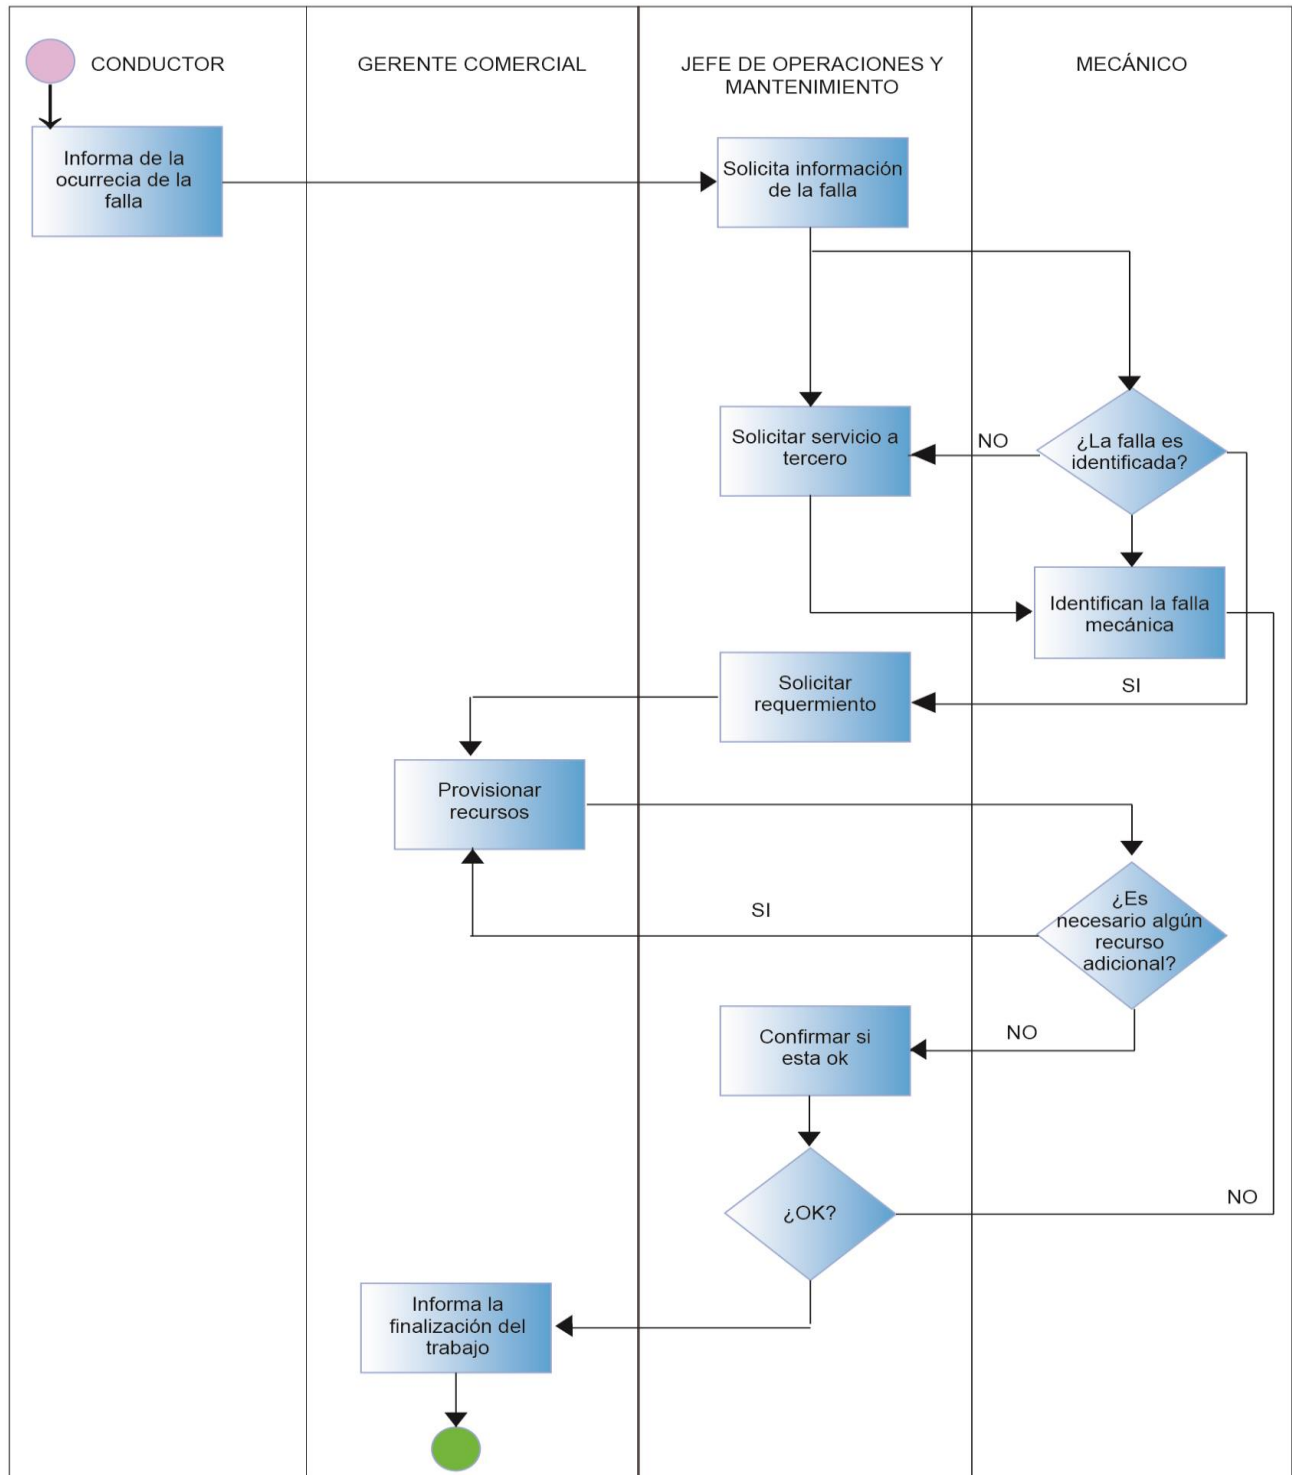 CONDUCTOR
GERENTE COMERCIAL
JEFE DE OPERACIONES Y
MANTENIMIENTO
MECÁNICO
Informa de la
ocurrecia de la
falla
Solicita información
de la falla
Solicitar servicio a
tercero
NO
¿La falla es
identificada?
Identifican la falla
mecánica
Solicitar
requermiento
SI
Provisionar
recursos
SI
¿Es
necesario algún
recurso
adicional?
Confirmar si
esta ok
NO
¿OK?
NO
Informa la
finalización del
trabajo